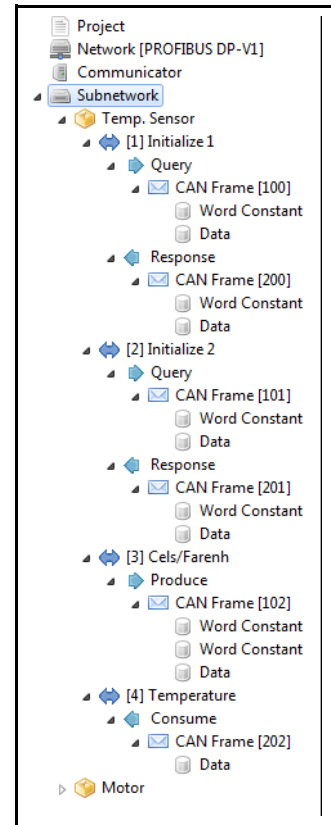 Project
Network [PROFIBUS DP-V1]
Communicator
Subnetwork
Temp. Sensor
[1] Initialize 1
Query
CAN Frame [100]
Word Constant
Data
Response
CAN Frame [200]
Word Constant
Data
[2] Initialize 2
Query
CAN Frame [101]
Word Constant
Data
Response
CAN Frame [201]
Word Constant
Data
[3] Cels/Farenh
Produce
CAN Frame [102]
Word Constant
Word Constant
Data
[4] Temperature
Consume
CAN Frame [202]
Data
Motor